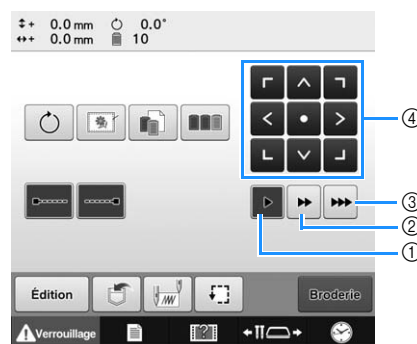 + 0.0 mm 0.0°
+ 0.0 mm 10
④
③
②
①
Édition Broderie
Verrouillage